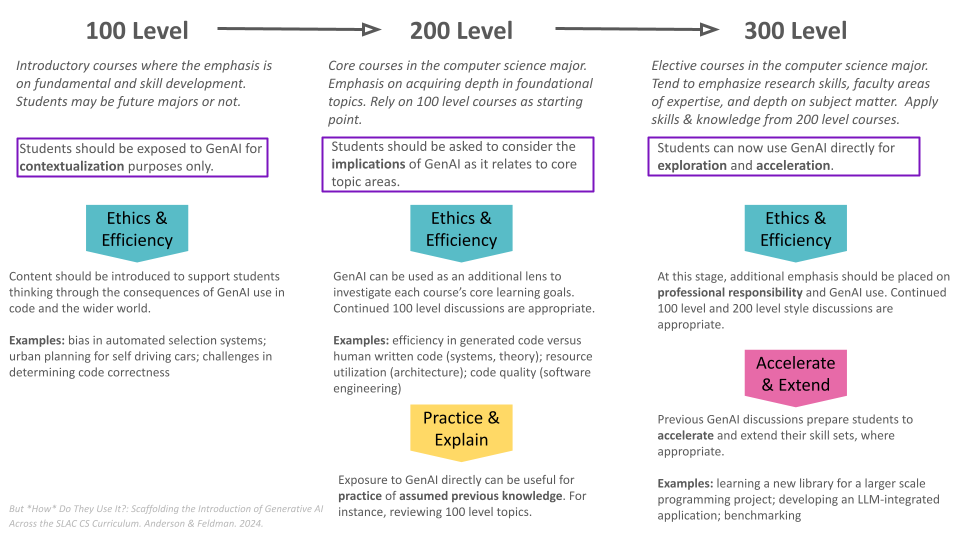 100 Level
Introductory courses where the emphasis is
on fundamental and skill development.
Students may be future majors or not.
Students should be exposed to GenAI for
contextualization purposes only.
Ethics &
Efficiency
Content should be introduced to support students
thinking through the consequences of GenAI use in
code and the wider world.
Examples: bias in automated selection systems;
urban planning for self driving cars; challenges in
determining code correctness
200 Level
Core courses in the computer science major.
Emphasis on acquiring depth in foundational
topics. Rely on 100 level courses as starting
point.
Students should be asked to consider the
implications of GenAI as it relates to core
topic areas.
Ethics &
Efficiency
GenAI can be used as an additional lens to
investigate each course's core learning goals.
Continued 100 level discussions are appropriate.
Examples: efficiency in generated code versus
human written code (systems, theory); resource
utilization (architecture); code quality (software
engineering)
Practice &
Explain
Exposure to GenAI directly can be useful for
practice of assumed previous knowledge. For
instance, reviewing 100 level topics.
300 Level
Elective courses in the computer science major.
Tend to emphasize research skills, faculty areas
of expertise, and depth on subject matter. Apply
skills & knowledge from 200 level courses.
Students can now use GenAI directly for
exploration and acceleration.
Ethics &
Efficiency
At this stage, additional emphasis should be placed on
professional responsibility and GenAI use. Continued
100 level and 200 level style discussions are
appropriate.
Accelerate
& Extend
Previous GenAI discussions prepare students to
accelerate and extend their skill sets, where
appropriate.
Examples: learning a new library for a larger scale
programming project; developing an LLM-integrated
application; benchmarking
But *How* Do They Use It?: Scaffolding the Introduction of Generative AI
Across the SLAC CS Curriculum. Anderson & Feldman. 2024.